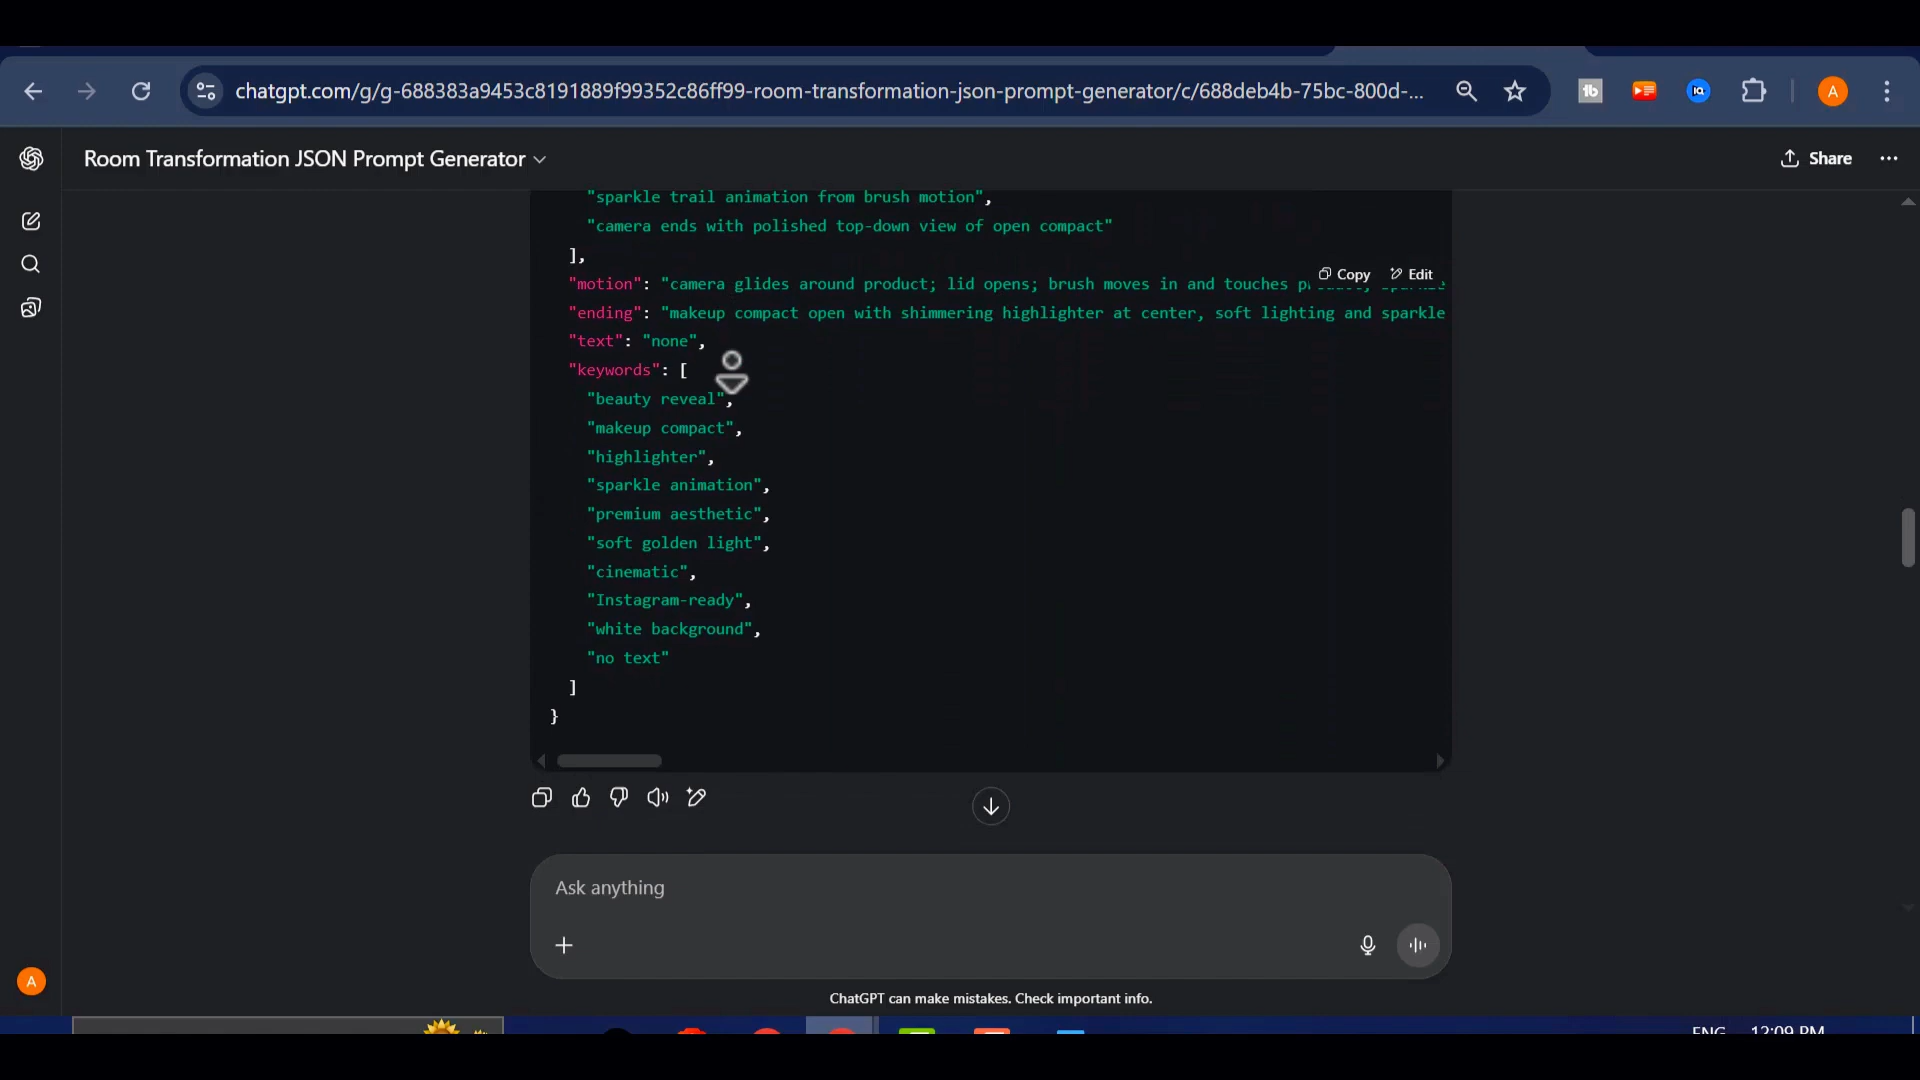 chatgpt.com/g/g-688383a9453c8191889f99352c86ff99-room-transformation-json-prompt-generator/c/688deb4b-75bc-800d-...
A
Room Transformation JSON Prompt Generator
Share
"sparkle trail animation from brush motion",
"camera ends with polished top-down view of open compact"
],
Copy Edit
"motion": "camera glides around product; lid opens; brush moves in and touches
"ending": "makeup compact open with shimmering highlighter at center, soft lighting and sparkle
"text": "none",
"keywords": [
"beauty reveal",
"makeup compact",
"highlighter",
"sparkle animation",
"premium aesthetic",
"soft golden light",
"cinematic",
"Instagram-ready",
"white background",
"no text"
]
}
Ask anything
A
ChatGPT can make mistakes. Check important info.
ENG 12:09 PM